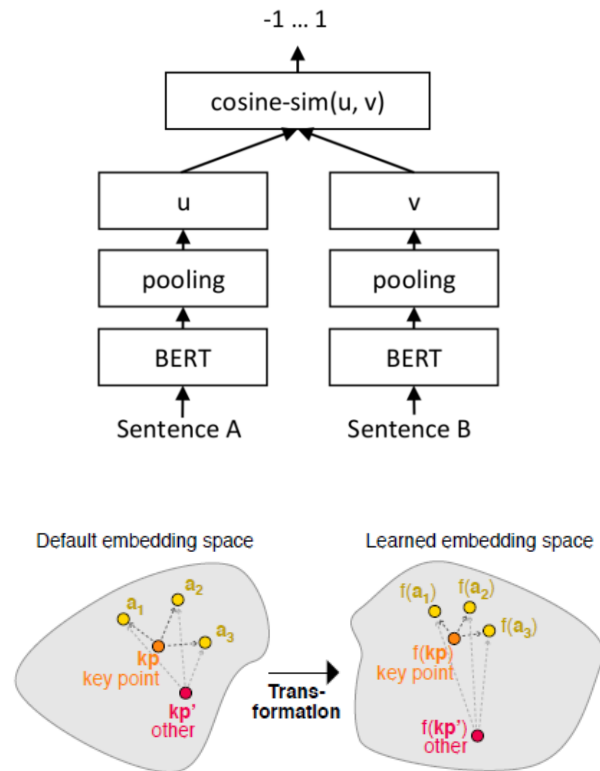 -1 ... 1
cosine-sim(u, v)
u
v
pooling
pooling
BERT
BERT
Sentence A
Sentence B
Default embedding space
Learned embedding space
a1
a2
a3
kp
key point
kp'
other
Trans-
formation
f(a1)
f(a2)
f(a3)
f(kp)
key point
f(kp')
other